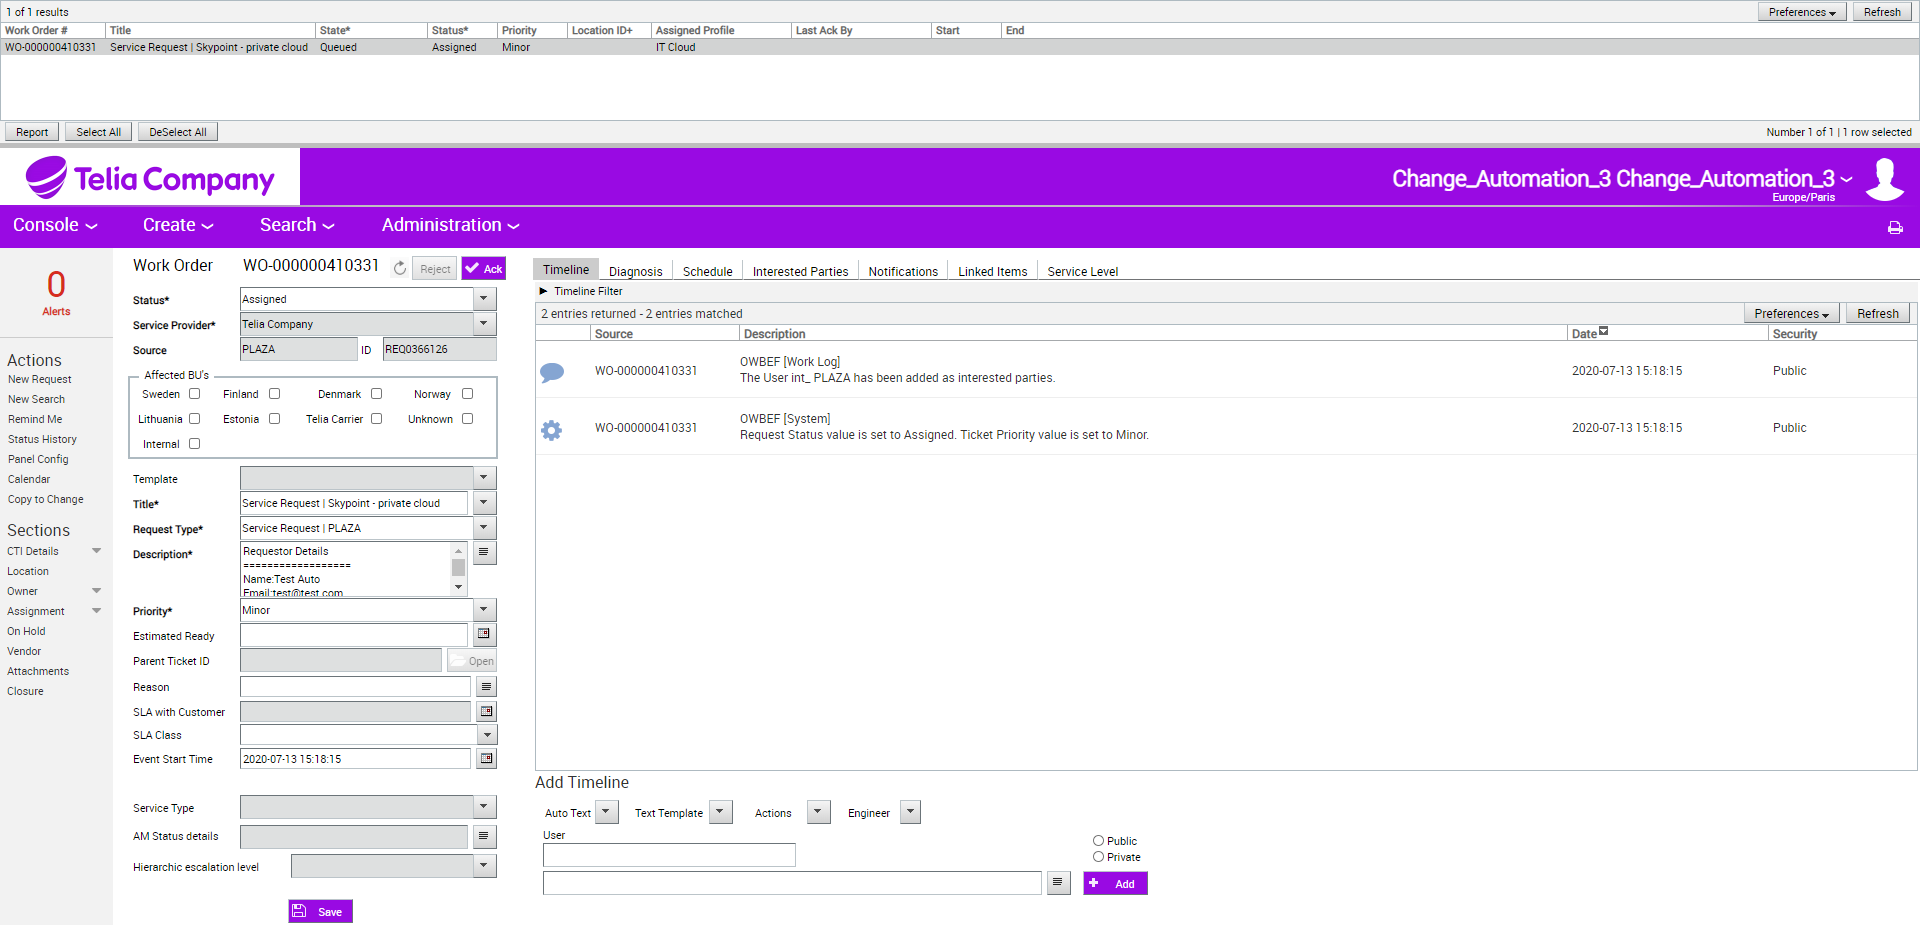 1 of 1 results
Preferences
Refresh
Work Order # Title State* Status* Priority Location ID+ Assigned Profile Last Ack By Start End
WO-000000410331 Service Request | Skypoint - private cloud Queued Assigned Minor IT Cloud
Report Select All DeSelect All
Number 1 of 1 | 1 row selected
Telia Company
Change_Automation_3 Change_Automation_3
Europe/Paris
Console Create Search Administration
0
Alerts
Actions
New Request
New Search
Remind Me
Status History
Panel Config
Calendar
Copy to Change
Sections
CTI Details
Location
Owner
Assignment
On Hold
Vendor
Attachments
Closure
Work Order WO-000000410331 Reject Ack
Status* Assigned
Service Provider* Telia Company
Source PLAZA ID REQ0366126
Affected BU's
Sweden Finland Denmark Norway
Lithuania Estonia Telia Carrier Unknown
Internal
Template
Title* Service Request | Skypoint - private cloud
Request Type* Service Request | PLAZA
Description* Requestor Details
==================
Name:Test Auto
Email:test@test.com
Priority* Minor
Estimated Ready
Parent Ticket ID Open
Reason
SLA with Customer
SLA Class
Event Start Time 2020-07-13 15:18:15
Service Type
AM Status details
Hierarchic escalation level
Save
Timeline Diagnosis Schedule Interested Parties Notifications Linked Items Service Level
Timeline Filter
2 entries returned - 2 entries matched
Preferences Refresh
Source Description Date Security
WO-000000410331 OWBEF [Work Log]
The User int_ PLAZA has been added as interested parties. 2020-07-13 15:18:15 Public
WO-000000410331 OWBEF [System]
Request Status value is set to Assigned. Ticket Priority value is set to Minor. 2020-07-13 15:18:15 Public
Add Timeline
Auto Text Text Template Actions Engineer
User
Public
Private
Add